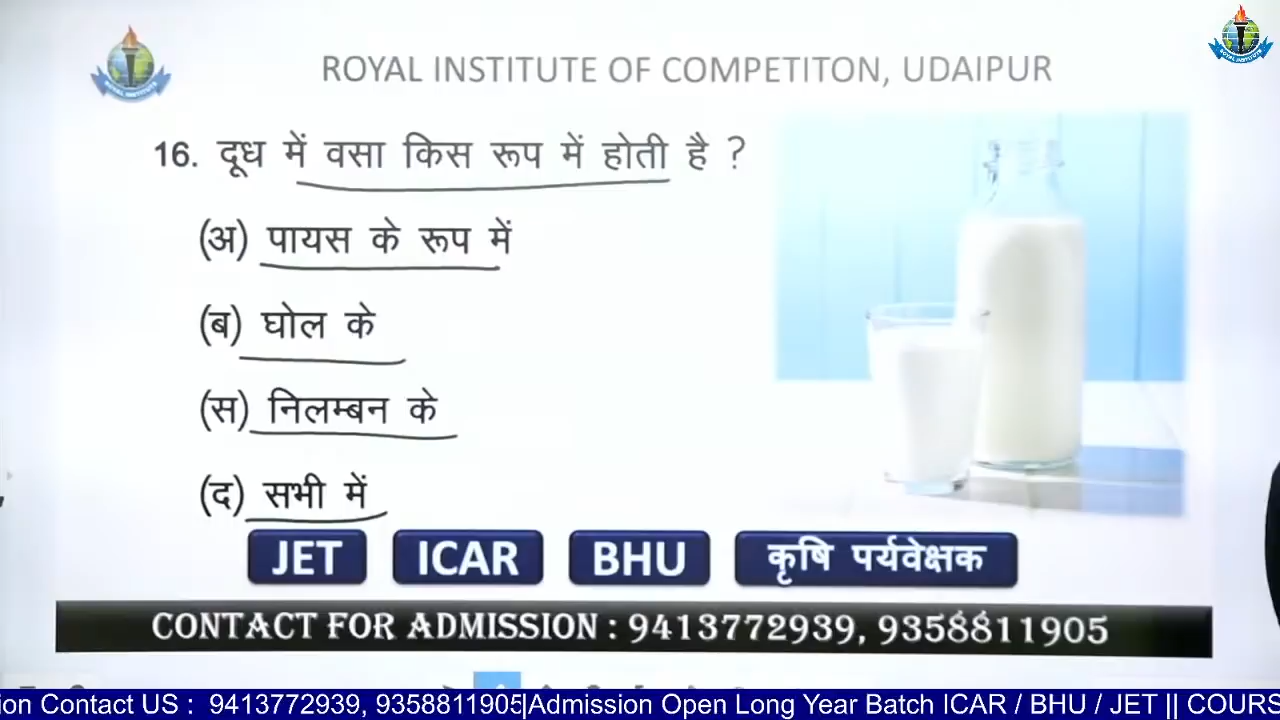 ROYAL INSTITUTE OF COMPETITON, UDAIPUR
16. दूध में वसा किस रूप में होती है ?
(अ) पायस के रूप में
(ब) घोल के
(स) निलम्बन के
(द) सभी में
JET ICAR BHU कृषि पर्यवेक्षक
CONTACT FOR ADMISSION : 9413772939, 9358811905
ion Contact US : 9413772939, 9358811905|Admission Open Long Year Batch ICAR / BHU / JET || COURS